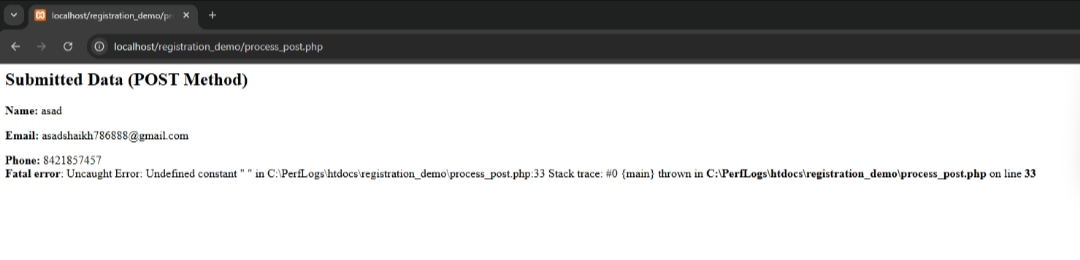 localhost/registration_demo/pr
localhost/registration_demo/process_post.php
Submitted Data (POST Method)
Name: asad
Email: asadshaikh786888@gmail.com
Phone: 8421857457
Fatal error: Uncaught Error: Undefined constant " " in C:\PerfLogs\htdocs\registration_demo\process_post.php:33 Stack trace: #0 {main} thrown in C:\PerfLogs\htdocs\registration_demo\process_post.php on line 33